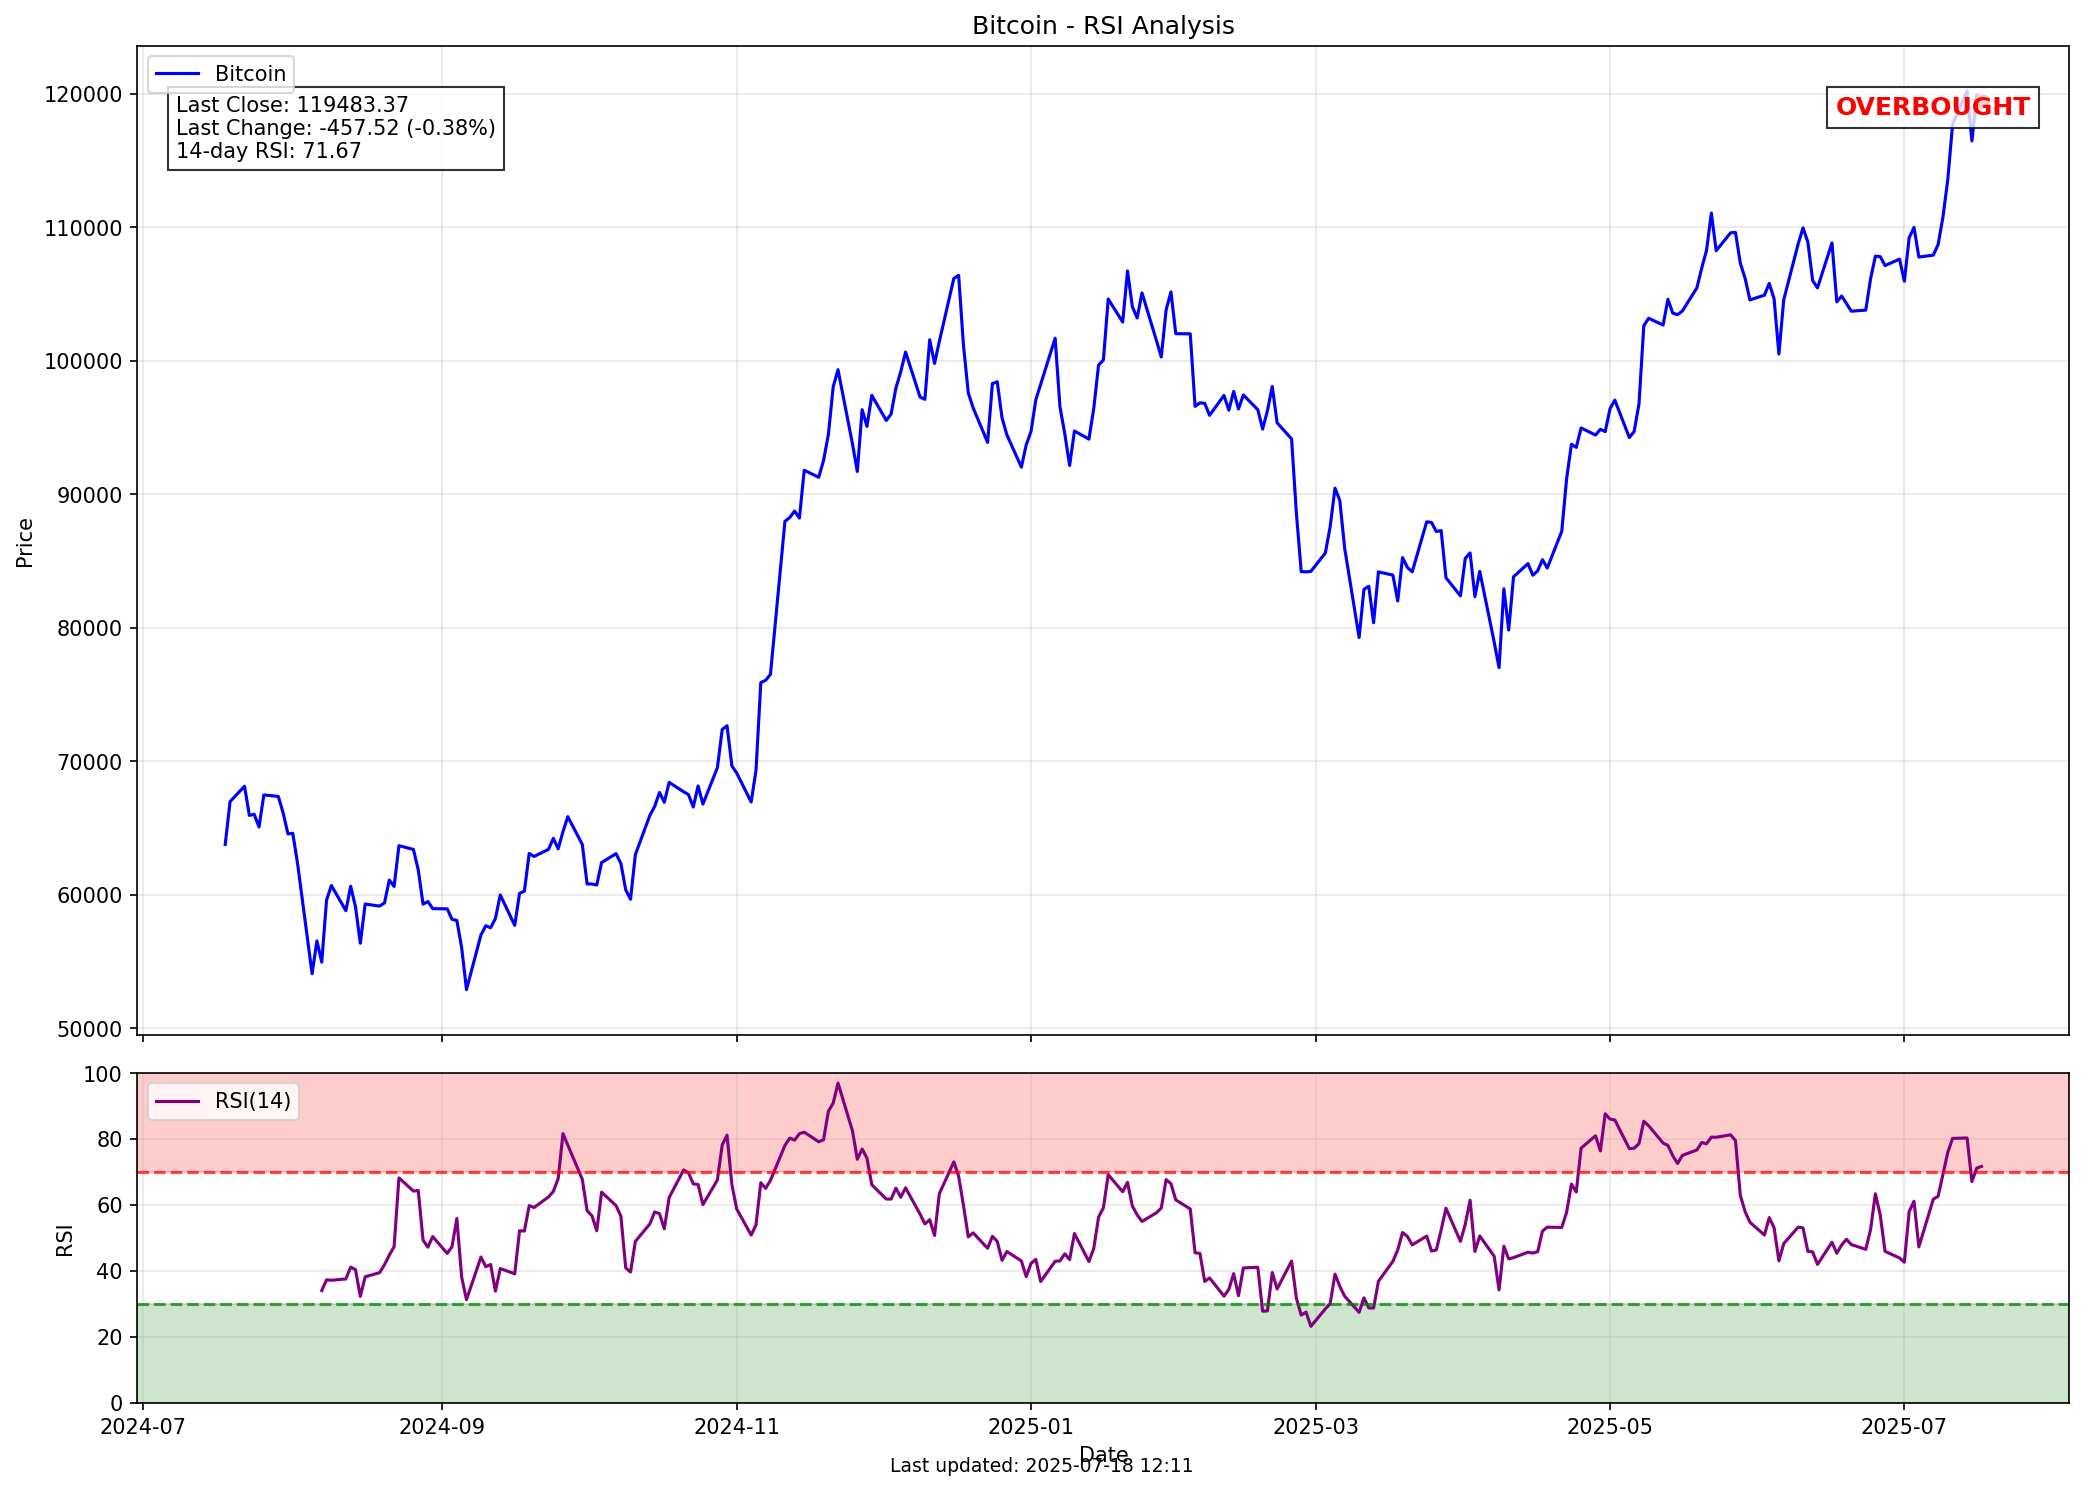 Bitcoin - RSI Analysis
Bitcoin
Last Close: 119483.37
Last Change: -457.52 (-0.38%)
14-day RSI: 71.67
OVERBOUGHT
120000
110000
100000
90000
80000
70000
60000
50000
Price
RSI(14)
100
80
60
40
20
0
RSI
2024-07
2024-09
2024-11
2025-01
2025-03
2025-05
2025-07
Date
Last updated: 2025-07-18 12:11